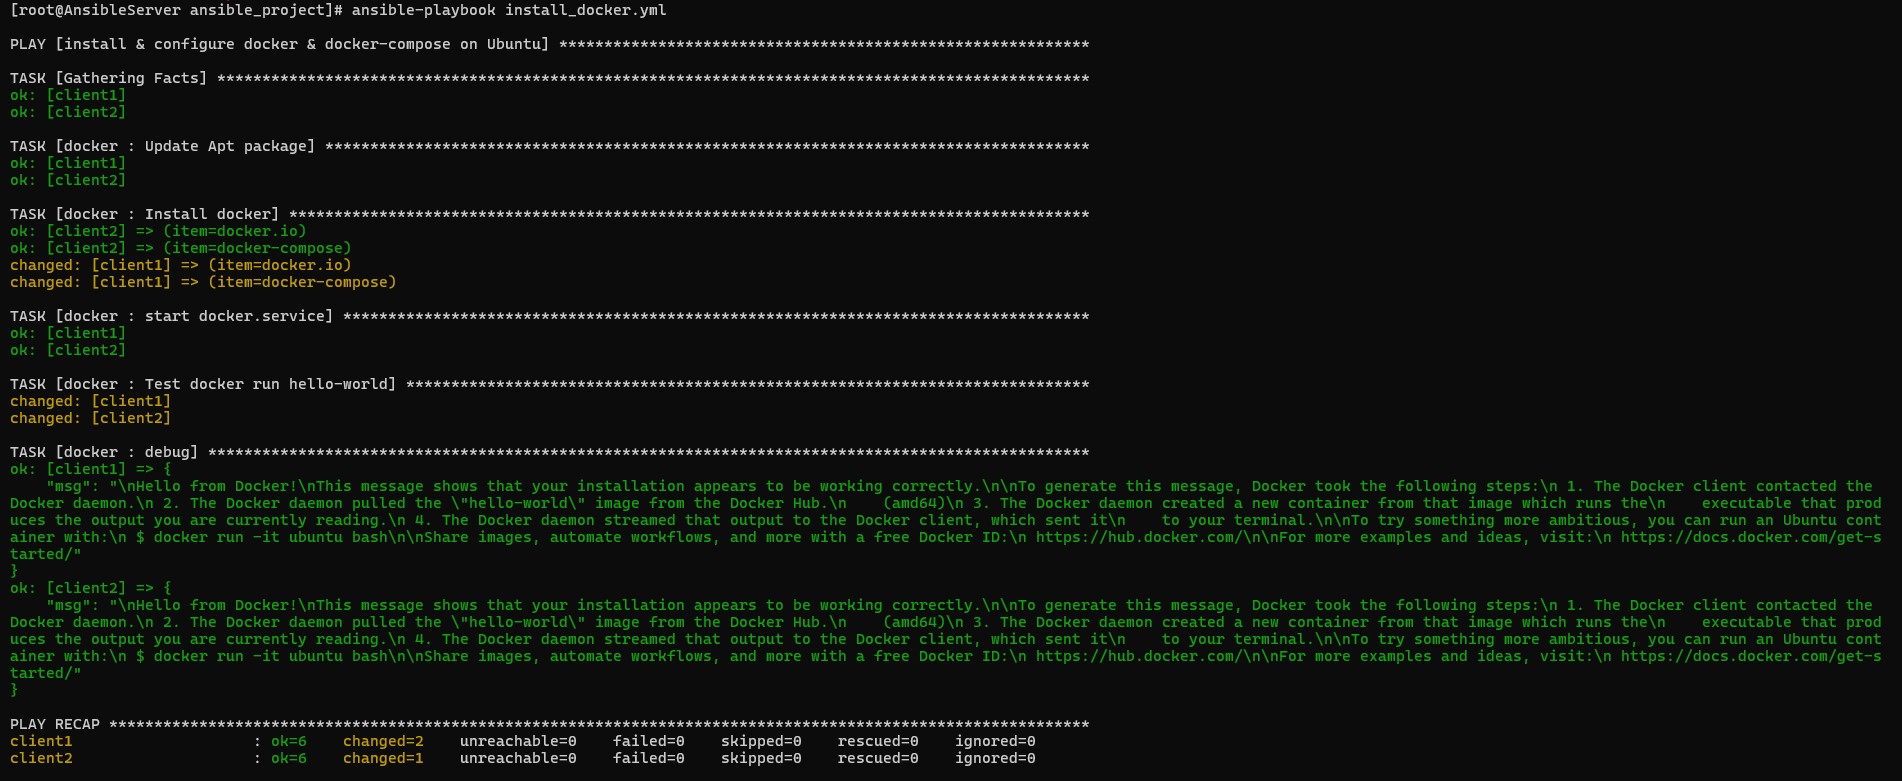 [root@AnsibleServer ansible_project]# ansible-playbook install_docker.yml
PLAY [install & configure docker & docker-compose on Ubuntu] ***********************************************************
TASK [Gathering Facts] *************************************************************************************************
ok: [client1]
ok: [client2]
TASK [docker : Update Apt package] *************************************************************************************
ok: [client1]
ok: [client2]
TASK [docker : Install docker] *****************************************************************************************
ok: [client2] => (item=docker.io)
ok: [client2] => (item=docker-compose)
changed: [client1] => (item=docker.io)
changed: [client1] => (item=docker-compose)
TASK [docker : start docker.service] ***********************************************************************************
ok: [client1]
ok: [client2]
TASK [docker : Test docker run hello-world] ****************************************************************************
changed: [client1]
changed: [client2]
TASK [docker : debug] **************************************************************************************************
ok: [client1] => {
    "msg": "\nHello from Docker!\nThis message shows that your installation appears to be working correctly.\n\nTo generate this message, Docker took the following steps:\n 1. The Docker client contacted the
Docker daemon.\n 2. The Docker daemon pulled the \"hello-world\" image from the Docker Hub.\n    (amd64)\n 3. The Docker daemon created a new container from that image which runs the\n    executable that prod
uces the output you are currently reading.\n 4. The Docker daemon streamed that output to the Docker client, which sent it\n    to your terminal.\n\nTo try something more ambitious, you can run an Ubuntu cont
ainer with:\n $ docker run -it ubuntu bash\n\nShare images, automate workflows, and more with a free Docker ID:\n https://hub.docker.com/\n\nFor more examples and ideas, visit:\n https://docs.docker.com/get-s
tarted/"
}
ok: [client2] => {
    "msg": "\nHello from Docker!\nThis message shows that your installation appears to be working correctly.\n\nTo generate this message, Docker took the following steps:\n 1. The Docker client contacted the
Docker daemon.\n 2. The Docker daemon pulled the \"hello-world\" image from the Docker Hub.\n    (amd64)\n 3. The Docker daemon created a new container from that image which runs the\n    executable that prod
uces the output you are currently reading.\n 4. The Docker daemon streamed that output to the Docker client, which sent it\n    to your terminal.\n\nTo try something more ambitious, you can run an Ubuntu cont
ainer with:\n $ docker run -it ubuntu bash\n\nShare images, automate workflows, and more with a free Docker ID:\n https://hub.docker.com/\n\nFor more examples and ideas, visit:\n https://docs.docker.com/get-s
tarted/"
}
PLAY RECAP *************************************************************************************************************
client1                    : ok=6    changed=2    unreachable=0    failed=0    skipped=0    rescued=0    ignored=0
client2                    : ok=6    changed=1    unreachable=0    failed=0    skipped=0    rescued=0    ignored=0